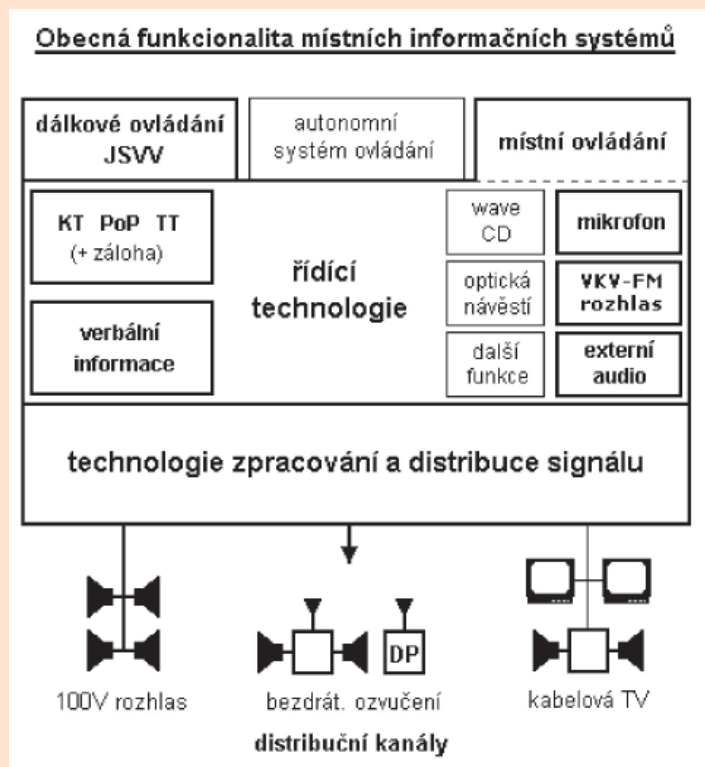 Obecná funkcionalita místních informačních systémů
dálkové ovládání
JSVV
autonomní
systém ovládání
místní ovládání
KT PoP TT
(+ záloha)
verbální
informace
řídící
technologie
wave
CD
mikrofon
optická
návěstí
VKV-FM
rozhlas
další
funkce
externí
audio
technologie zpracování a distribuce signálu
DP
100V rozhlas
bezdrát. ozvučení
kabelová TV
distribuční kanály